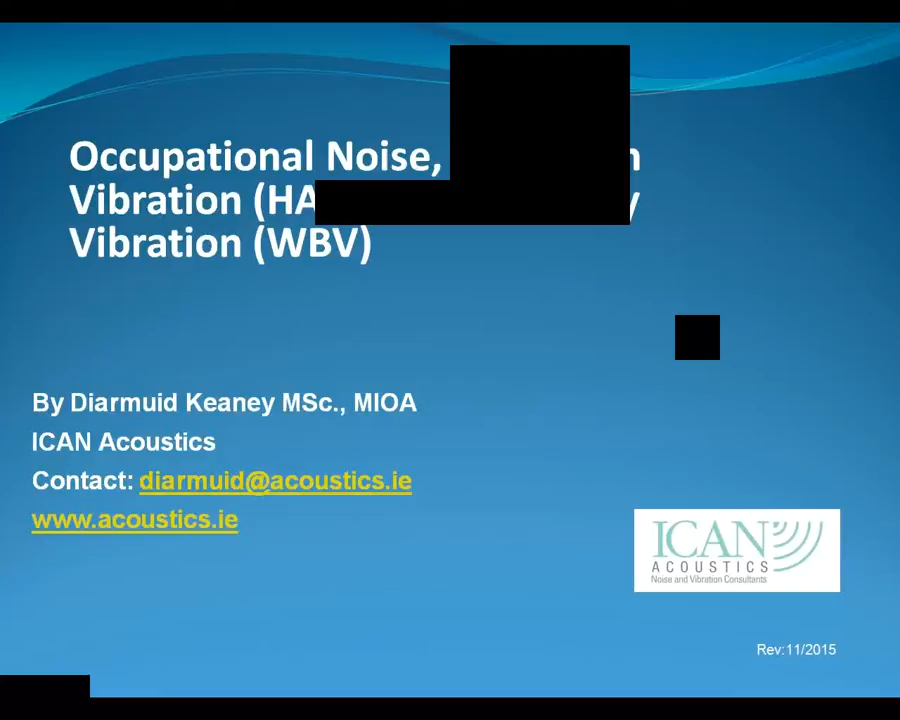 Occupational Noise,
Vibration (HA
Vibration (WBV)
By Diarmuid Keaney MSc., MIOA
ICAN Acoustics
Contact: diarmuid@acoustics.ie
www.acoustics.ie
ICAN
ACOUSTICS
Noise and Vibration Consultants
Rev:11/2015